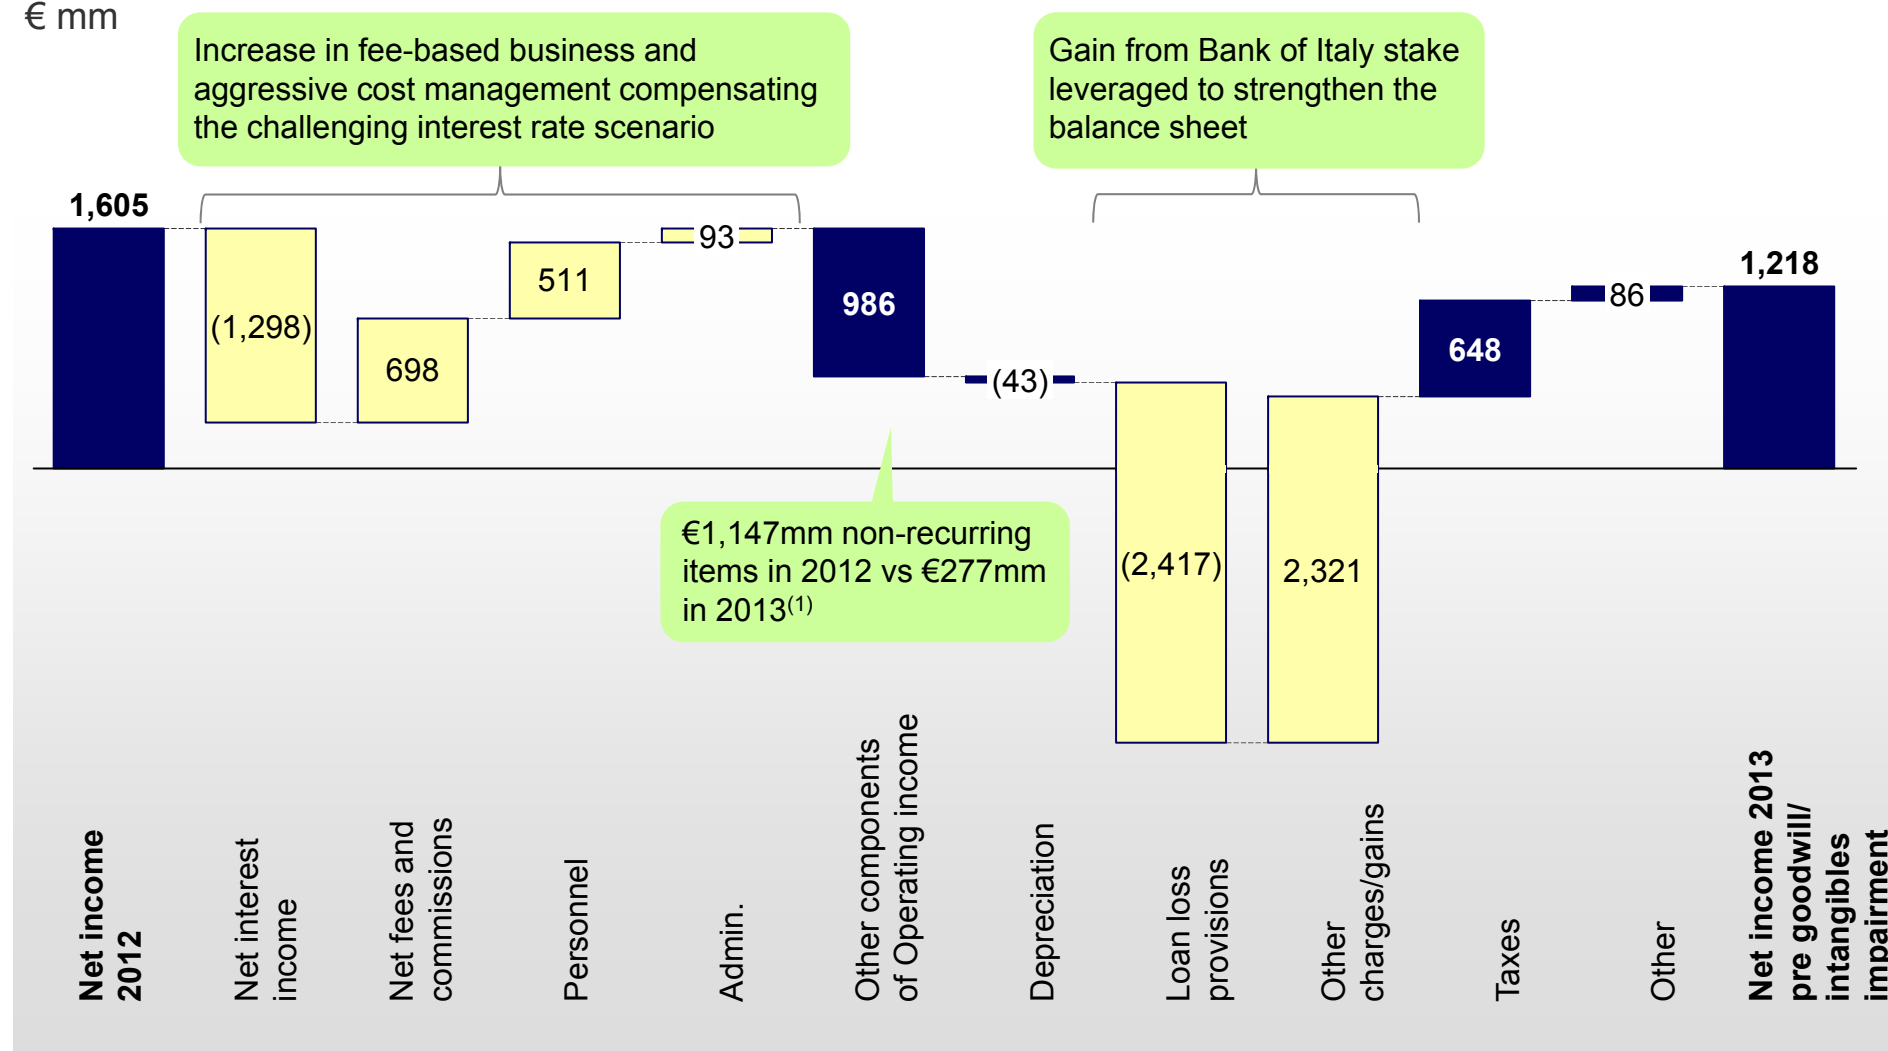 € mm
Increase in fee-based business and
aggressive cost management compensating
the challenging interest rate scenario
Gain from Bank of Italy stake
leveraged to strengthen the
balance sheet
1,605
(1,298)
698
511
93
986
(43)
(2,417)
2,321
648
86
1,218
€1,147mm non-recurring
items in 2012 vs €277mm
in 2013(1)
Net income
2012
Net interest
income
Net fees and
commissions
Personnel
Admin.
Other components
of Operating income
Depreciation
Loan loss
provisions
Other
charges/gains
Taxes
Other
Net income 2013
pre goodwill/
intangibles
impairment